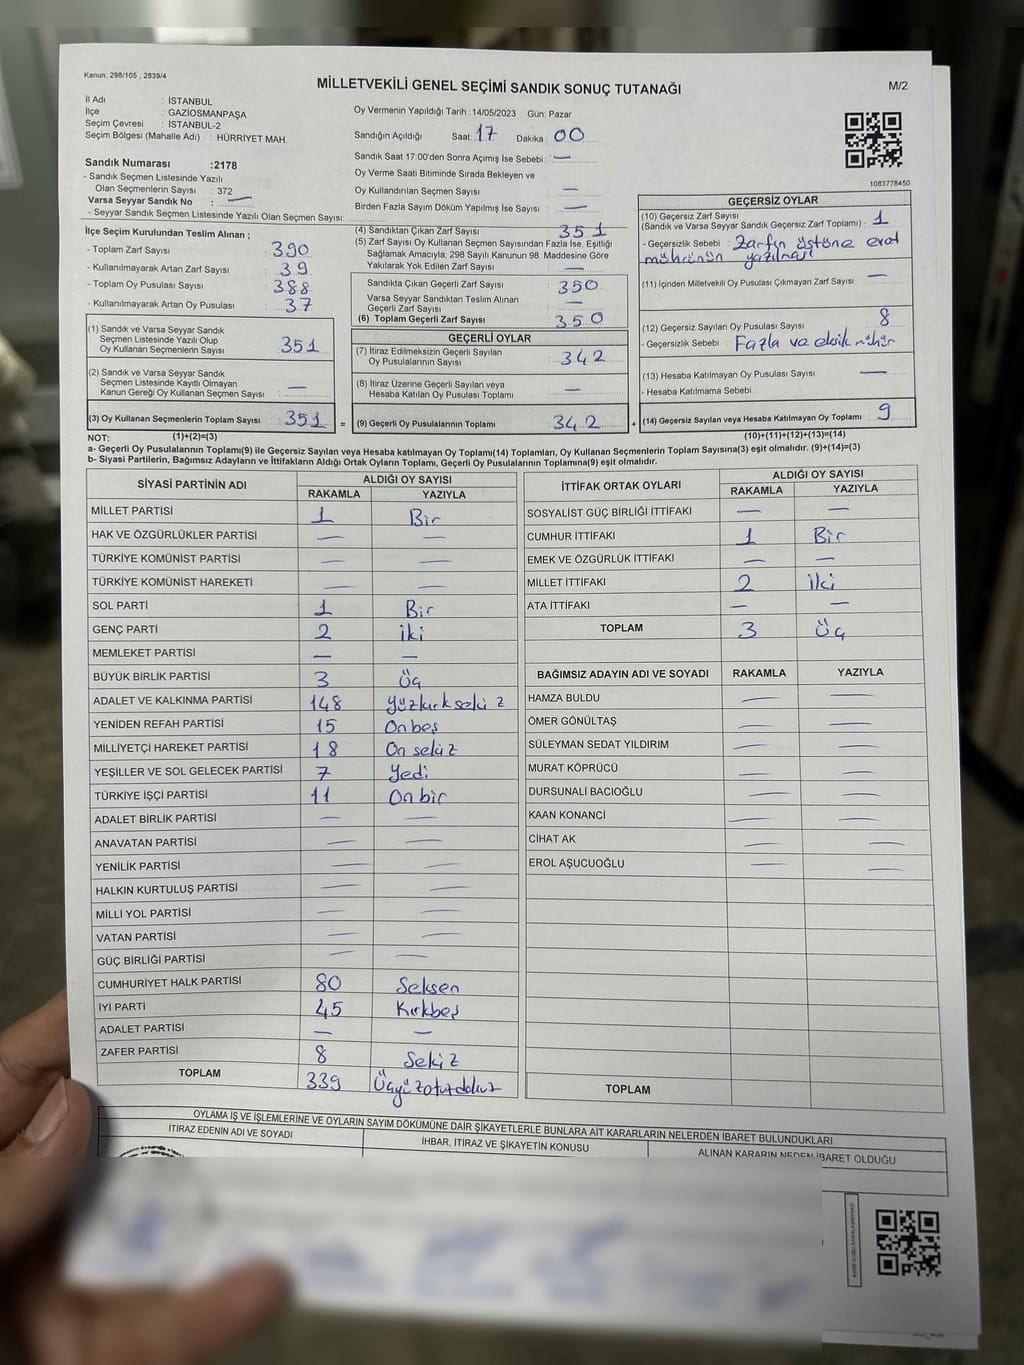 Kanun, 298/105 , 2839/4
MİLLETVEKİLİ GENEL SEÇİMİ SANDIK SONUÇ TUTANAĞI
M/2
İl Adı : İSTANBUL
İlçe : GAZİOSMANPAŞA
Seçim Çevresi : İSTANBUL-2
Seçim Bölgesi (Mahalle Adı) : HÜRRİYET MAH
Sandık Numarası :2178
- Sandık Seçmen Listesinde Yazılı
Olan Seçmenlerin Sayısı : 372
Varsa Seyyar Sandık No : —
- Seyyar Sandık Seçmen Listesinde Yazılı Olan Seçmen Sayısı:
Oy Vermenin Yapıldığı Tarih : 14/05/2023 Gün: Pazar
Sandığın Açıldığı Saat: 17 Dakika : 00
Sandık Saat 17:00'den Sonra Açımış İse Sebebi : —
Oy Verme Saati Bitiminde Sırada Bekleyen ve
Oy Kullandırılan Seçmen Sayısı —
Birden Fazla Sayım Döküm Yapılmış İse Sayısı : —
1083778450
İlçe Seçim Kurulundan Teslim Alınan ;
- Toplam Zarf Sayısı : 390
- Kullanılmayarak Artan Zarf Sayısı : 39
- Toplam Oy Pusulası Sayısı : 388
- Kullanılmayarak Artan Oy Pusulası : 37
(1) Sandık ve Varsa Seyyar Sandık
Seçmen Listesinde Yazılı Olup
Oy Kullanan Seçmenlerin Sayısı : 351
(2) Sandık ve Varsa Seyyar Sandık
Seçmen Listesinde Kayıtlı Olmayan
Kanun Gereği Oy Kullanan Seçmen Sayısı : —
(3) Oy Kullanan Seçmenlerin Toplam Sayısı : 351
(4) Sandıktan Çıkan Zarf Sayısı : 351
(5) Zarf Sayısı Oy Kullanan Seçmen Sayısından Fazla İse, Eşitliği
Sağlamak Amacıyla, 298 Sayılı Kanunun 98. Maddesine Göre
Yakılarak Yok Edilen Zarf Sayısı : —
Sandıkta Çıkan Geçerli Zarf Sayısı : 350
Varsa Seyyar Sandıktan Teslim Alınan
Geçerli Zarf Sayısı : —
(6) Toplam Geçerli Zarf Sayısı : 350
GEÇERLİ OYLAR
(7) İtiraz Edilmeksizin Geçerli Sayılan
Oy Pusulalarının Sayısı : 342
(8) İtiraz Üzerine Geçerli Sayılan veya
Hesaba Katılan Oy Pusulası Toplamı : —
= (9) Geçerli Oy Pusulalarının Toplamı : 342
GEÇERSİZ OYLAR
(10) Geçersiz Zarf Sayısı
(Sandık ve Varsa Seyyar Sandık Geçersiz Zarf Toplamı) : 1
- Geçersizlik Sebebi : Zarfın üstüne evet
mührünün yazılması
(11) İçinden Milletvekili Oy Pusulası Çıkmayan Zarf Sayısı : —
(12) Geçersiz Sayılan Oy Pusulası Sayısı : 8
- Geçersizlik Sebebi : Fazla ve eksik mühür
(13) Hesaba Katılmayan Oy Pusulası Sayısı : —
- Hesaba Katılmama Sebebi
+ (14) Geçersiz Sayılan veya Hesaba Katılmayan Oy Toplamı : 9
NOT: (1)+(2)=(3)
(10)+(11)+(12)+(13)=(14)
a- Geçerli Oy Pusulalarının Toplamı(9) ile Geçersiz Sayılan veya Hesaba katılmayan Oy Toplamı(14) Toplamları, Oy Kullanan Seçmenlerin Toplam Sayısına(3) eşit olmalıdır. (9)+(14)=(3)
b- Siyasi Partilerin, Bağımsız Adayların ve İttifakların Aldığı Ortak Oyların Toplamı, Geçerli Oy Pusulalarının Toplamına(9) eşit olmalıdır.
SİYASİ PARTİNİN ADI ALDIĞI OY SAYISI
RAKAMLA YAZIYLA
MİLLET PARTİSİ 1 Bir
HAK VE ÖZGÜRLÜKLER PARTİSİ — —
TÜRKİYE KOMÜNİST PARTİSİ — —
TÜRKİYE KOMÜNİST HAREKETİ — —
SOL PARTİ 1 Bir
GENÇ PARTİ 2 iki
MEMLEKET PARTİSİ — —
BÜYÜK BİRLİK PARTİSİ 3 Üç
ADALET VE KALKINMA PARTİSİ 148 yüzkırksekiz
YENİDEN REFAH PARTİSİ 15 Onbeş
MİLLİYETÇİ HAREKET PARTİSİ 18 On sekiz
YEŞİLLER VE SOL GELECEK PARTİSİ 7 Yedi
TÜRKİYE İŞÇİ PARTİSİ 11 On bir
ADALET BİRLİK PARTİSİ — —
ANAVATAN PARTİSİ — —
YENİLİK PARTİSİ — —
HALKIN KURTULUŞ PARTİSİ — —
MİLLİ YOL PARTİSİ — —
VATAN PARTİSİ — —
GÜÇ BİRLİĞİ PARTİSİ — —
CUMHURİYET HALK PARTİSİ 80 Seksen
İYİ PARTİ 45 Kırkbeş
ADALET PARTİSİ — —
ZAFER PARTİSİ 8 Sekiz
TOPLAM 339 Üçyüzotuzdokuz
İTTİFAK ORTAK OYLARI ALDIĞI OY SAYISI
RAKAMLA YAZIYLA
SOSYALİST GÜÇ BİRLİĞİ İTTİFAKI — —
CUMHUR İTTİFAKI 1 Bir
EMEK VE ÖZGÜRLÜK İTTİFAKI — —
MİLLET İTTİFAKI 2 İki
ATA İTTİFAKI — —
TOPLAM 3 Üç
BAĞIMSIZ ADAYIN ADI VE SOYADI RAKAMLA YAZIYLA
HAMZA BULDU — —
ÖMER GÖNÜLTAŞ — —
SÜLEYMAN SEDAT YILDIRIM — —
MURAT KÖPRÜCÜ — —
DURSUNALİ BACIOĞLU — —
KAAN KONANCİ — —
CİHAT AK — —
EROL AŞUCUOĞLU — —
TOPLAM
OYLAMA İŞ VE İŞLEMLERİNE VE OYLARIN SAYIM DÖKÜMÜNE DAİR ŞİKAYETLERLE BUNLARA AİT KARARLARIN NELERDEN İBARET BULUNDUKLARI
İTİRAZ EDENİN ADI VE SOYADI
İHBAR, İTİRAZ VE ŞİKAYETİN KONUSU
ALINAN KARARIN NEDEN İBARET OLDUĞU